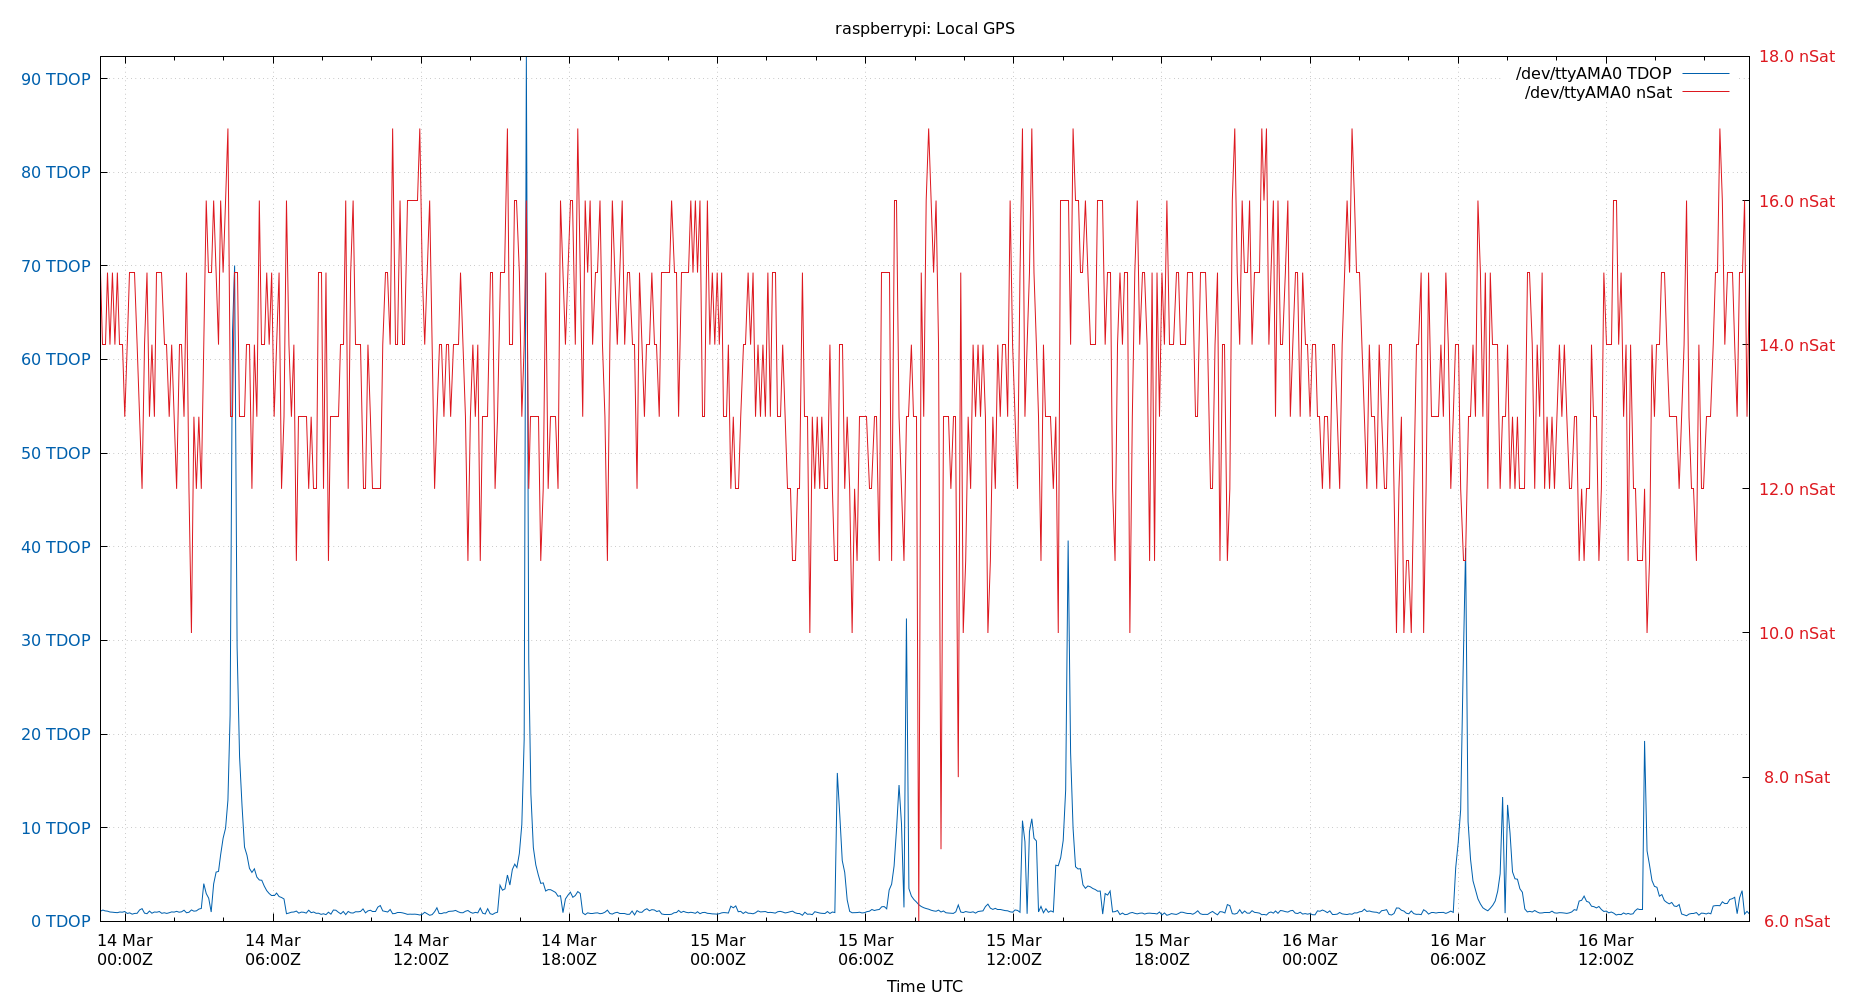 raspberrypi: Local GPS
/dev/ttyAMA0 TDOP
/dev/ttyAMA0 nSat
90 TDOP
80 TDOP
70 TDOP
60 TDOP
50 TDOP
40 TDOP
30 TDOP
20 TDOP
10 TDOP
0 TDOP
18.0 nSat
16.0 nSat
14.0 nSat
12.0 nSat
10.0 nSat
8.0 nSat
6.0 nSat
14 Mar
00:00Z
14 Mar
06:00Z
14 Mar
12:00Z
14 Mar
18:00Z
15 Mar
00:00Z
15 Mar
06:00Z
15 Mar
12:00Z
15 Mar
18:00Z
16 Mar
00:00Z
16 Mar
06:00Z
16 Mar
12:00Z
Time UTC